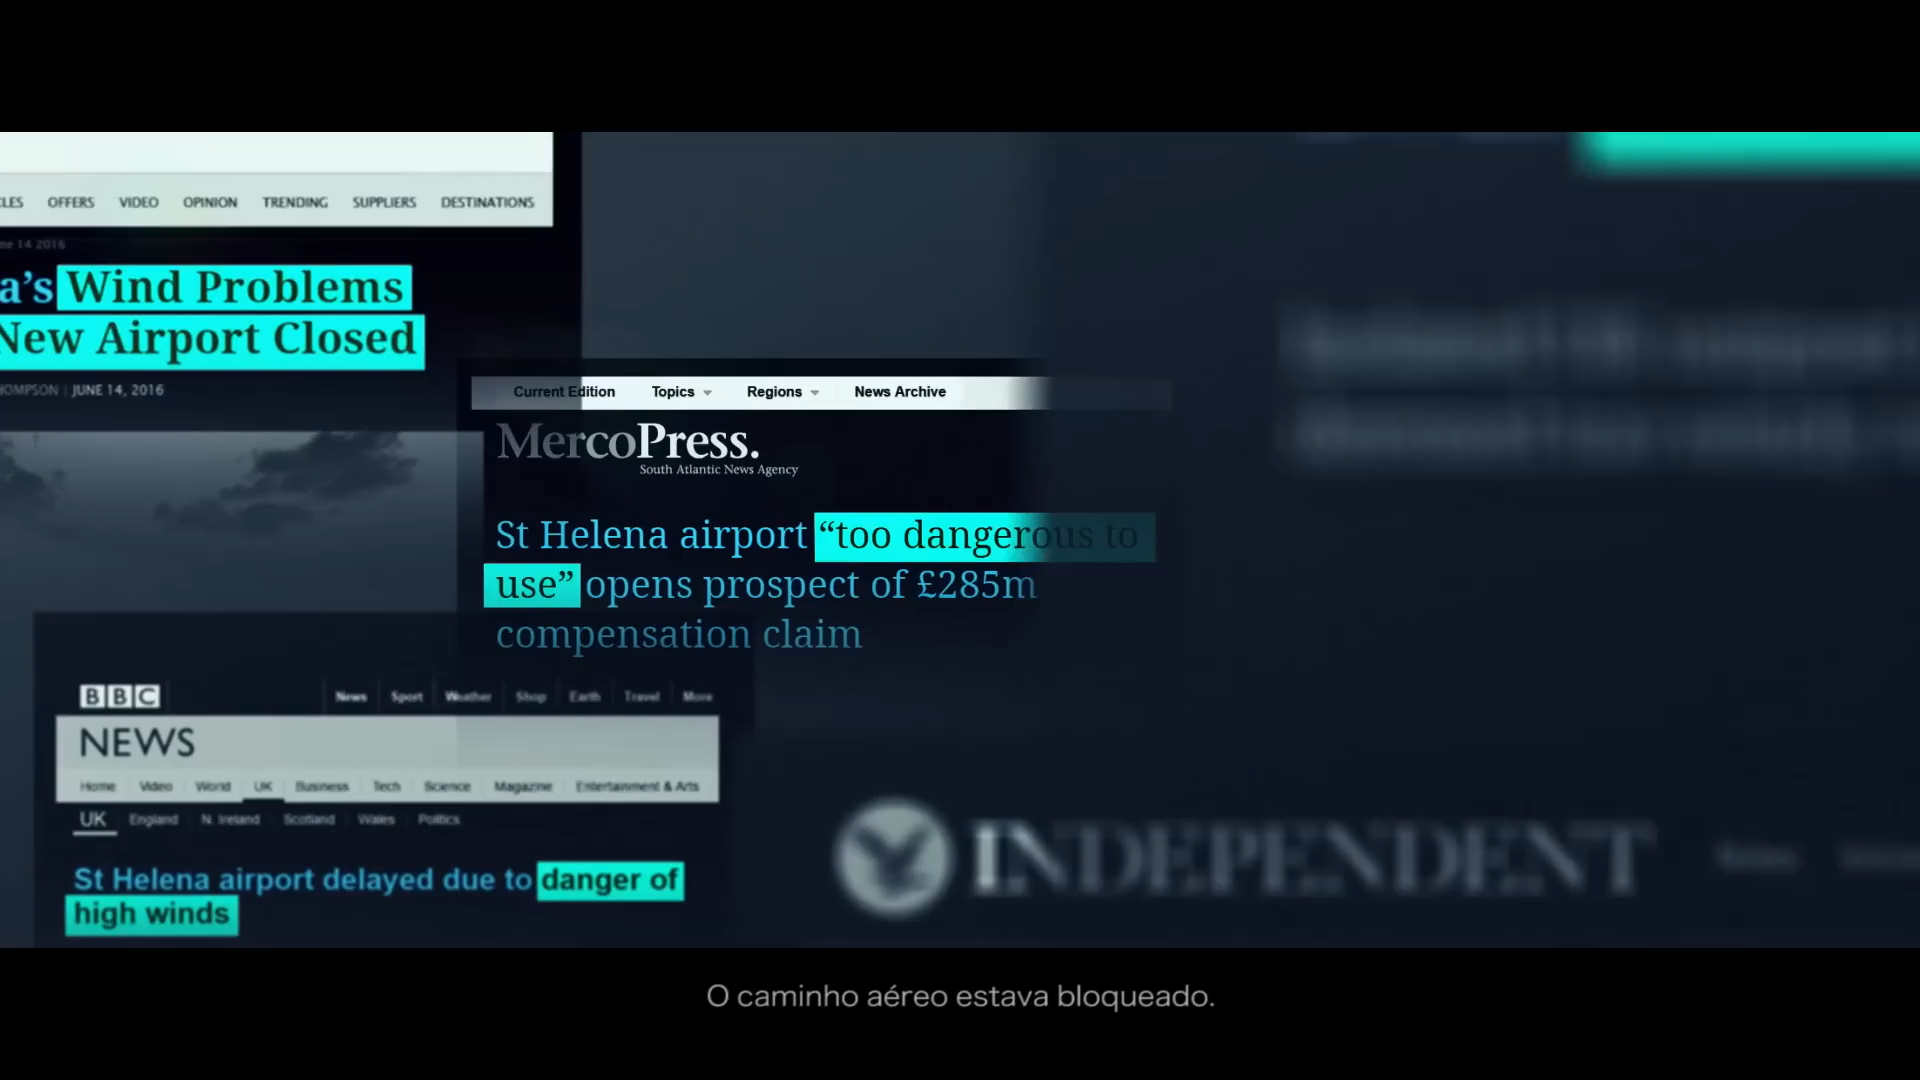 OFFERS VIDEO OPINION TRENDING SUPPLIERS DESTINATIONS
14 2016
a’s Wind Problems
New Airport Closed
JUNE 14, 2016
Current Edition Topics Regions News Archive
MercoPress.
South Atlantic News Agency
St Helena airport “too dangerous to
use” opens prospect of £285m
compensation claim
BBC News Sport Weather Shop Earth Travel More
NEWS
Home Video World UK Business Tech Science Magazine Entertainment & Arts
UK England N. Ireland Scotland Wales Politics
St Helena airport delayed due to danger of
high winds
INDEPENDENT
O caminho aéreo estava bloqueado.